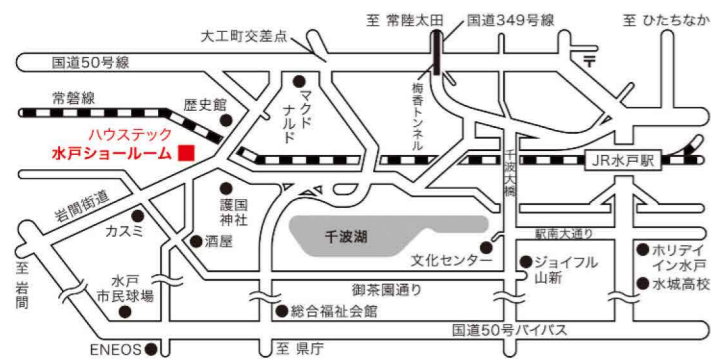 至 常陸太田
国道349号線
至 ひたちなか
大工町交差点
国道50号線
〒
梅香トンネル
常磐線
歴史館
マクド
ナルド
ハウステック
水戸ショールーム
JR水戸駅
千波大橋
岩間街道
護国
神社
カスミ
酒屋
千波湖
駅南大通り
文化センター
ホリデイ
イン水戸
ジョイフル
山新
水城高校
至 岩間
水戸
市民球場
御茶園通り
総合福祉会館
国道50号バイパス
ENEOS
至 県庁